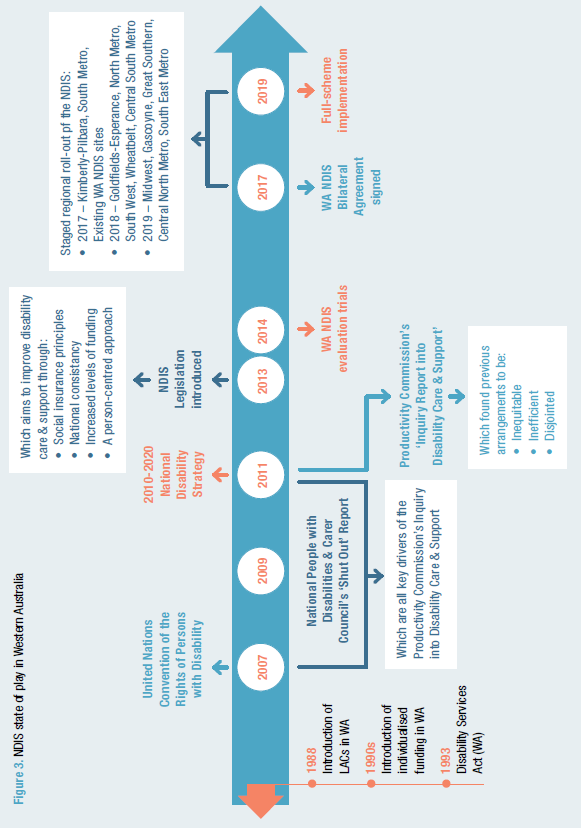 Figure 3. NDIS state of play in Western Australia
1988
Introduction of
LACs in WA
1990s
Introduction of
individualised
funding in WA
1993
Disability Services
Act (WA)
United Nations
Convention of the
Rights of Persons
with Disability
2007
2009
National People with
Disabilities & Carer
Council's ‘Shut Out’ Report
Which are all key drivers of the
Productivity Commission's Inquiry
into Disability Care & Support
2010-2020
National
Disability
Strategy
2011
Productivity Commission's
‘Inquiry Report into
Disability Care & Support’
Which found previous
arrangements to be:
• Inequitable
• Inefficient
• Disjointed
Which aims to improve disability
care & support through:
• Social insurance principles
• National consistancy
• Increased levels of funding
• A person-centred approach
NDIS
Legislation
introduced
2013
2014
WA NDIS
evaluation trials
Staged regional roll-out pf the NDIS:
• 2017 – Kimberly-Pilbara, South Metro,
Existing WA NDIS sites
• 2018 – Goldfields-Esperance, North Metro,
South West, Wheatbelt, Central South Metro
• 2019 – Midwest, Gascoyne, Great Southern,
Central North Metro, South East Metro
2017
WA NDIS
Bilateral
Agreement
signed
2019
Full-scheme
implementation